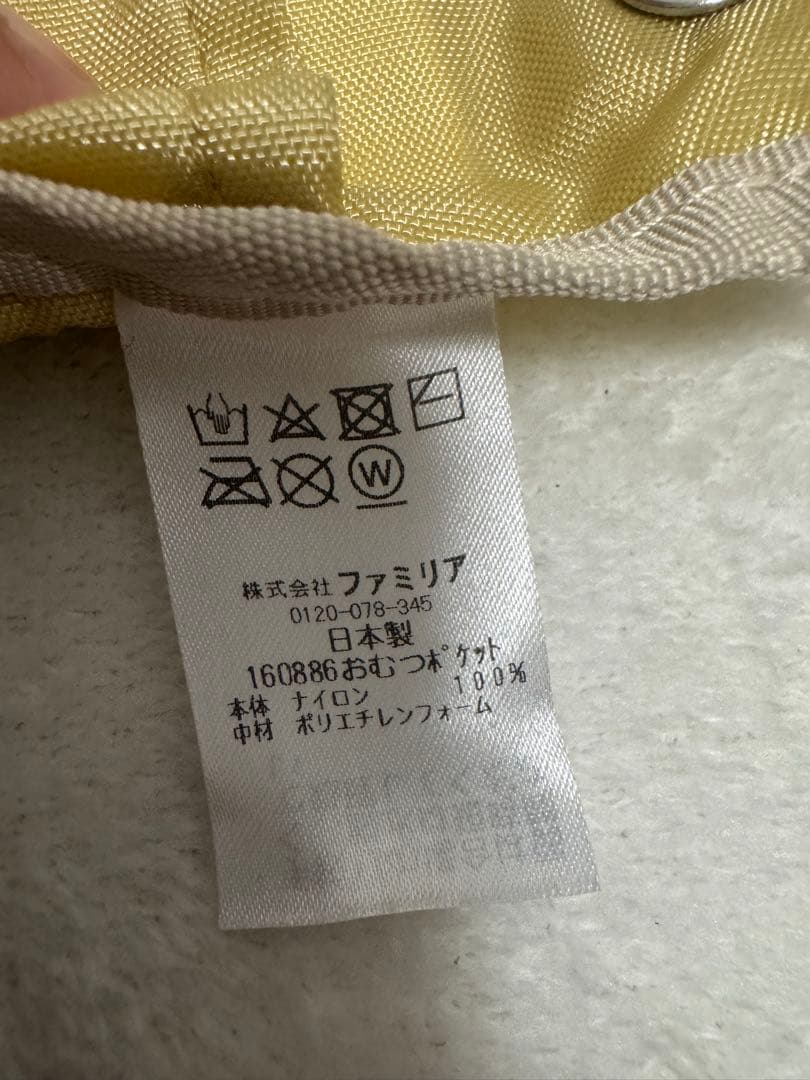 W
株式会社 ファミリア
0120-078-345
日本製
160886おむつポケット
本体 ナイロン 100%
中材 ポリエチレンフォーム